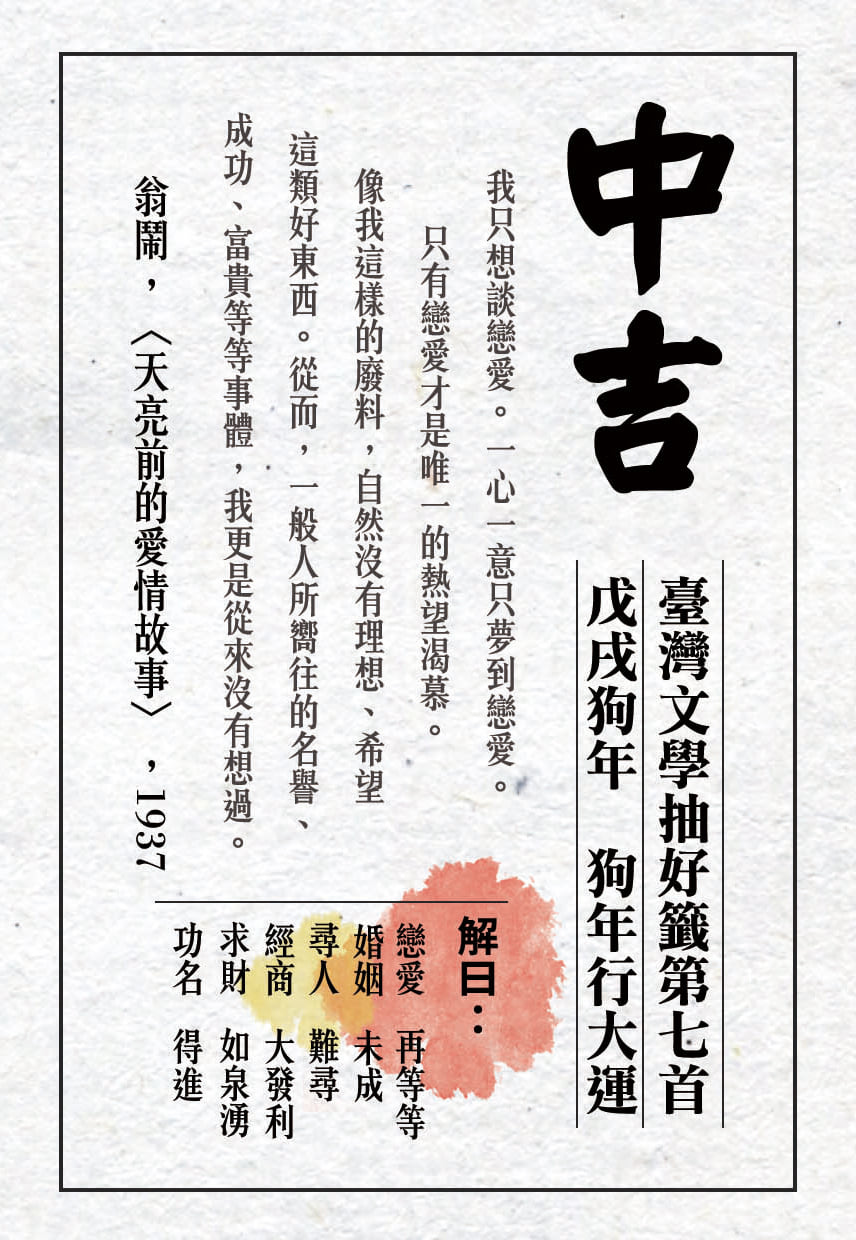 中吉
臺灣文學抽好籤第七首
戊戌狗年　狗年行大運
我只想談戀愛。一心一意只夢到戀愛。
只有戀愛才是唯一的熱望渴慕。
像我這樣的廢料，自然沒有理想、希望
這類好東西。從而，一般人所嚮往的名譽、
成功、富貴等等事體，我更是從來沒有想過。
翁鬧，〈天亮前的愛情故事〉，1937
解曰：
戀愛　再等等
婚姻　未成
尋人　難尋
經商　大發利
求財　如泉湧
功名　得進